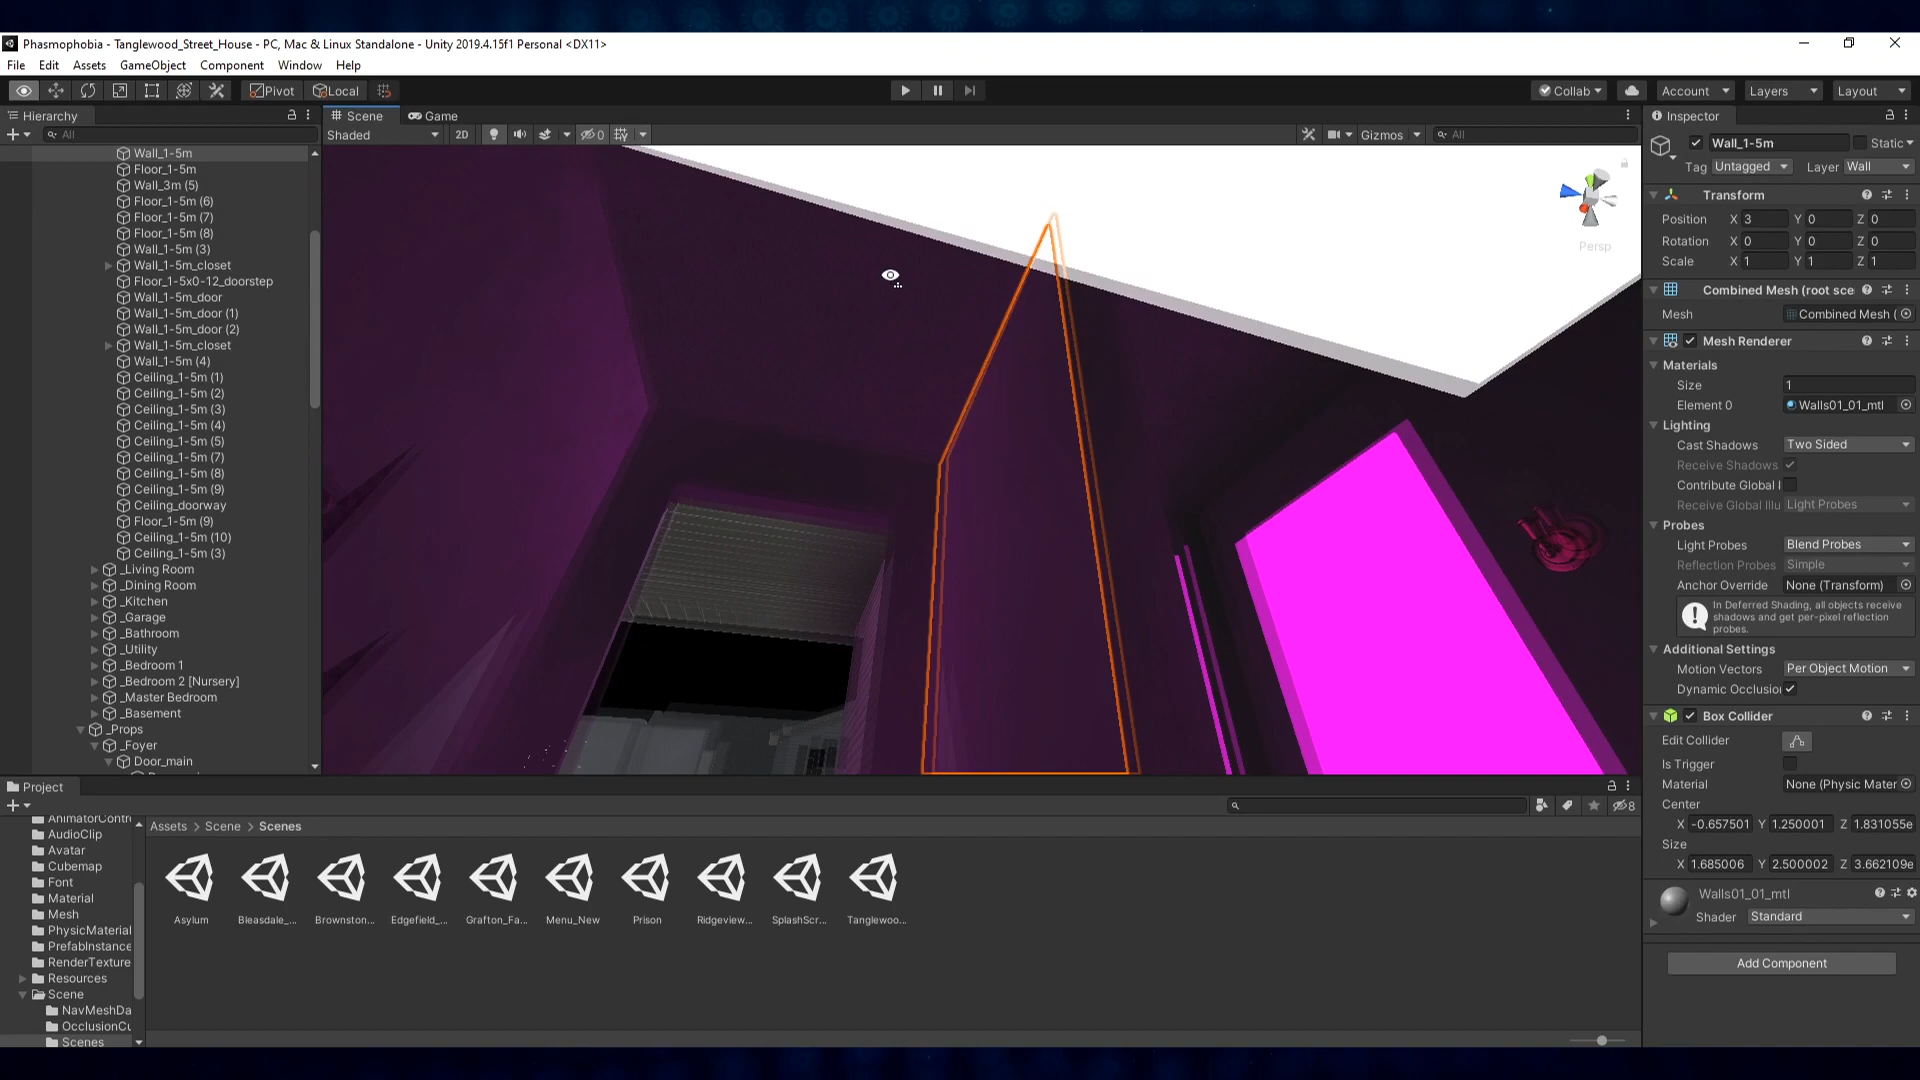 Phasmophobia - Tanglewood_Street_House - PC, Mac & Linux Standalone - Unity 2019.4.15f1 Personal <DX11>
File Edit Assets GameObject Component Window Help
Pivot Local Collab Account Layers Layout
Hierarchy
All
Wall_1-5m
Floor_1-5m
Wall_3m (5)
Floor_1-5m (6)
Floor_1-5m (7)
Floor_1-5m (8)
Wall_1-5m (3)
Wall_1-5m_closet
Floor_1-5x0-12_doorstep
Wall_1-5m_door
Wall_1-5m_door (1)
Wall_1-5m_door (2)
Wall_1-5m_closet
Wall_1-5m (4)
Ceiling_1-5m (1)
Ceiling_1-5m (2)
Ceiling_1-5m (3)
Ceiling_1-5m (4)
Ceiling_1-5m (5)
Ceiling_1-5m (7)
Ceiling_1-5m (8)
Ceiling_1-5m (9)
Ceiling_doorway
Floor_1-5m (9)
Ceiling_1-5m (10)
Ceiling_1-5m (3)
_Living Room
_Dining Room
_Kitchen
_Garage
_Bathroom
_Utility
_Bedroom 1
_Bedroom 2 [Nursery]
_Master Bedroom
_Basement
_Props
_Foyer
Door_main
Scene Game
Shaded 2D 0 Gizmos All
Persp
Inspector
Wall_1-5m Static
Tag Untagged Layer Wall
Transform
Position X 3 Y 0 Z 0
Rotation X 0 Y 0 Z 0
Scale X 1 Y 1 Z 1
Combined Mesh (root sce
Mesh Combined Mesh (
Mesh Renderer
Materials
Size 1
Element 0 Walls01_01_mtl
Lighting
Cast Shadows Two Sided
Receive Shadows
Contribute Global I
Receive Global Illu Light Probes
Probes
Light Probes Blend Probes
Reflection Probes Simple
Anchor Override None (Transform)
In Deferred Shading, all objects receive
shadows and get per-pixel reflection
probes.
Additional Settings
Motion Vectors Per Object Motion
Dynamic Occlusio
Box Collider
Edit Collider
Is Trigger
Material None (Physic Mater
Center
X -0.657501 Y 1.250001 Z 1.831055e
Size
X 1.685006 Y 2.500002 Z 3.662109e
Walls01_01_mtl
Shader Standard
Add Component
Project
8
AnimatorContr
AudioClip
Avatar
Cubemap
Font
Material
Mesh
PhysicMaterial
PrefabInstance
RenderTexture
Resources
Scene
NavMeshDa
OcclusionCu
Scenes
Assets > Scene > Scenes
Asylum Bleasdale_... Brownston... Edgefield_... Grafton_Fa... Menu_New Prison Ridgeview... SplashScr... Tanglewoo...